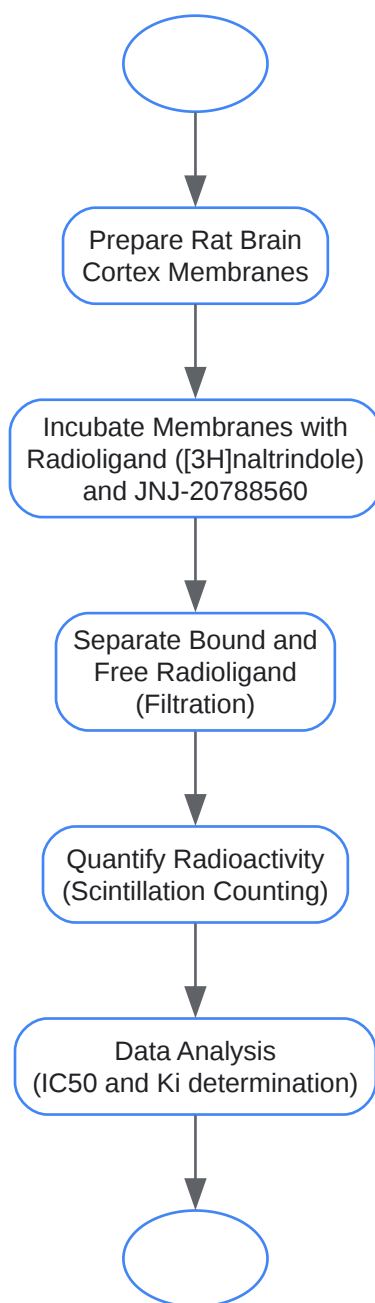 Prepare Rat Brain
Cortex Membranes
Incubate Membranes with
Radioligand ([3H]naltrindole)
and JNJ-20788560
Separate Bound and
Free Radioligand
(Filtration)
Quantify Radioactivity
(Scintillation Counting)
Data Analysis
(IC50 and Ki determination)